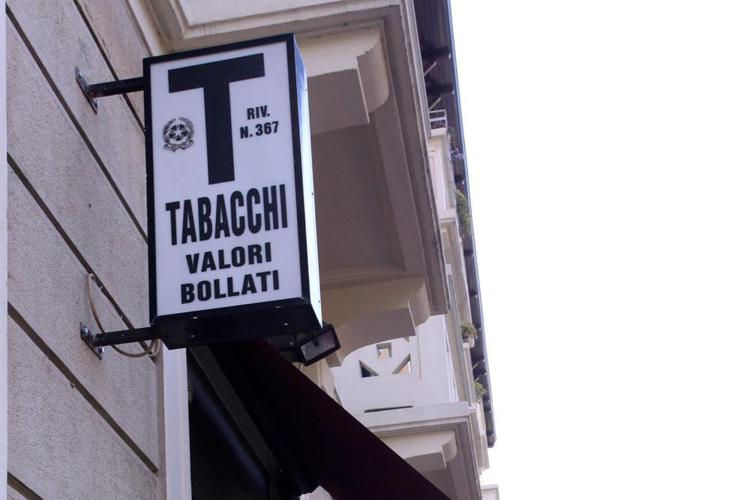 T
RIV.
N. 367
TABACCHI
VALORI
BOLLATI